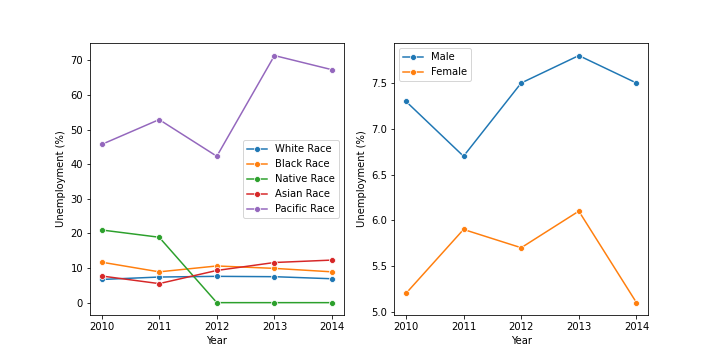 Unemployment (%)
70
60
50
40
30
20
10
0
White Race
Black Race
Native Race
Asian Race
Pacific Race
2010 2011 2012 2013 2014
Year
Unemployment (%)
7.5
7.0
6.5
6.0
5.5
5.0
Male
Female
2010 2011 2012 2013 2014
Year